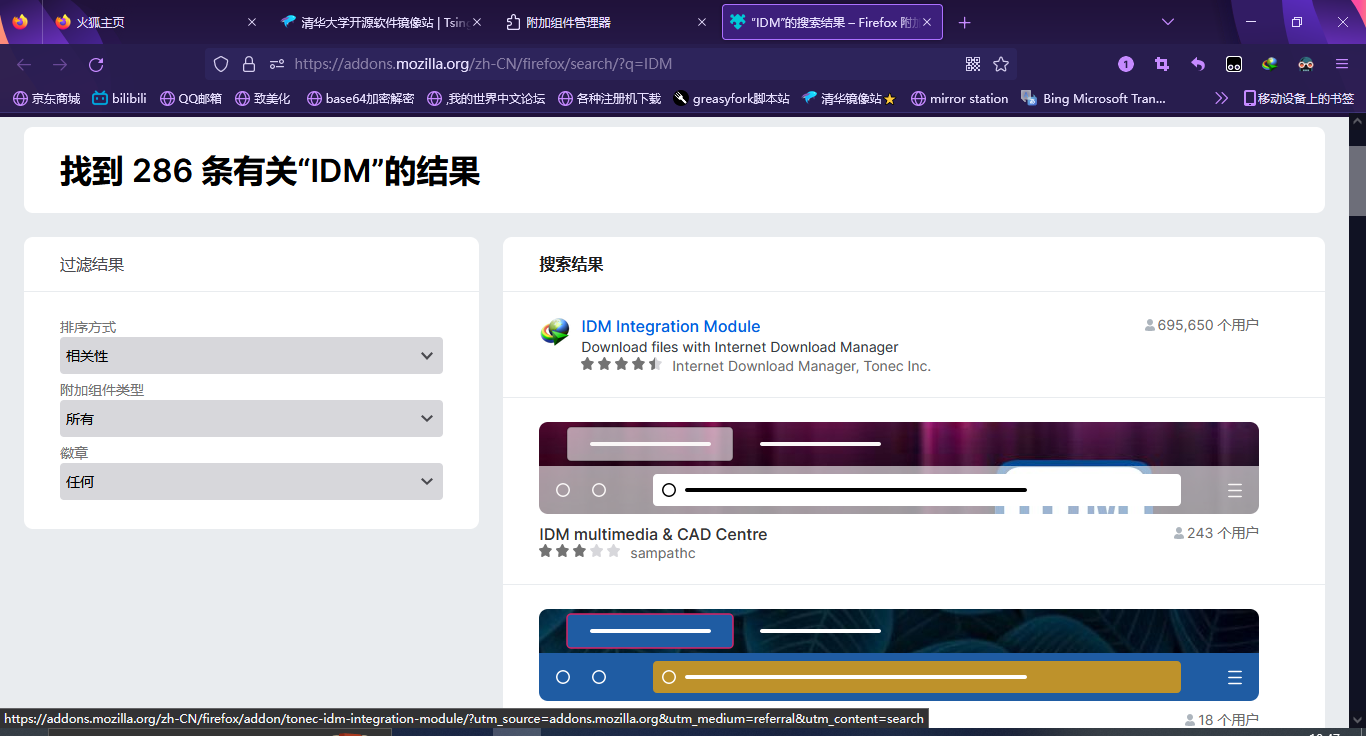 火狐主页
清华大学开源软件镜像站 | Tsin
附加组件管理器
“IDM”的搜索结果 – Firefox 附加
https://addons.mozilla.org/zh-CN/firefox/search/?q=IDM
1
京东商城
bilibili
QQ邮箱
致美化
base64加密解密
,我的世界中文论坛
各种注册机下载
greasyfork脚本站
清华镜像站
mirror station
Bing Microsoft Tran...
移动设备上的书签
找到 286 条有关“IDM”的结果
过滤结果
排序方式
相关性
附加组件类型
所有
徽章
任何
搜索结果
IDM Integration Module
695,650 个用户
Download files with Internet Download Manager
Internet Download Manager, Tonec Inc.
IDM multimedia & CAD Centre
243 个用户
sampathc
18 个用户
https://addons.mozilla.org/zh-CN/firefox/addon/tonec-idm-integration-module/?utm_source=addons.mozilla.org&utm_medium=referral&utm_content=search